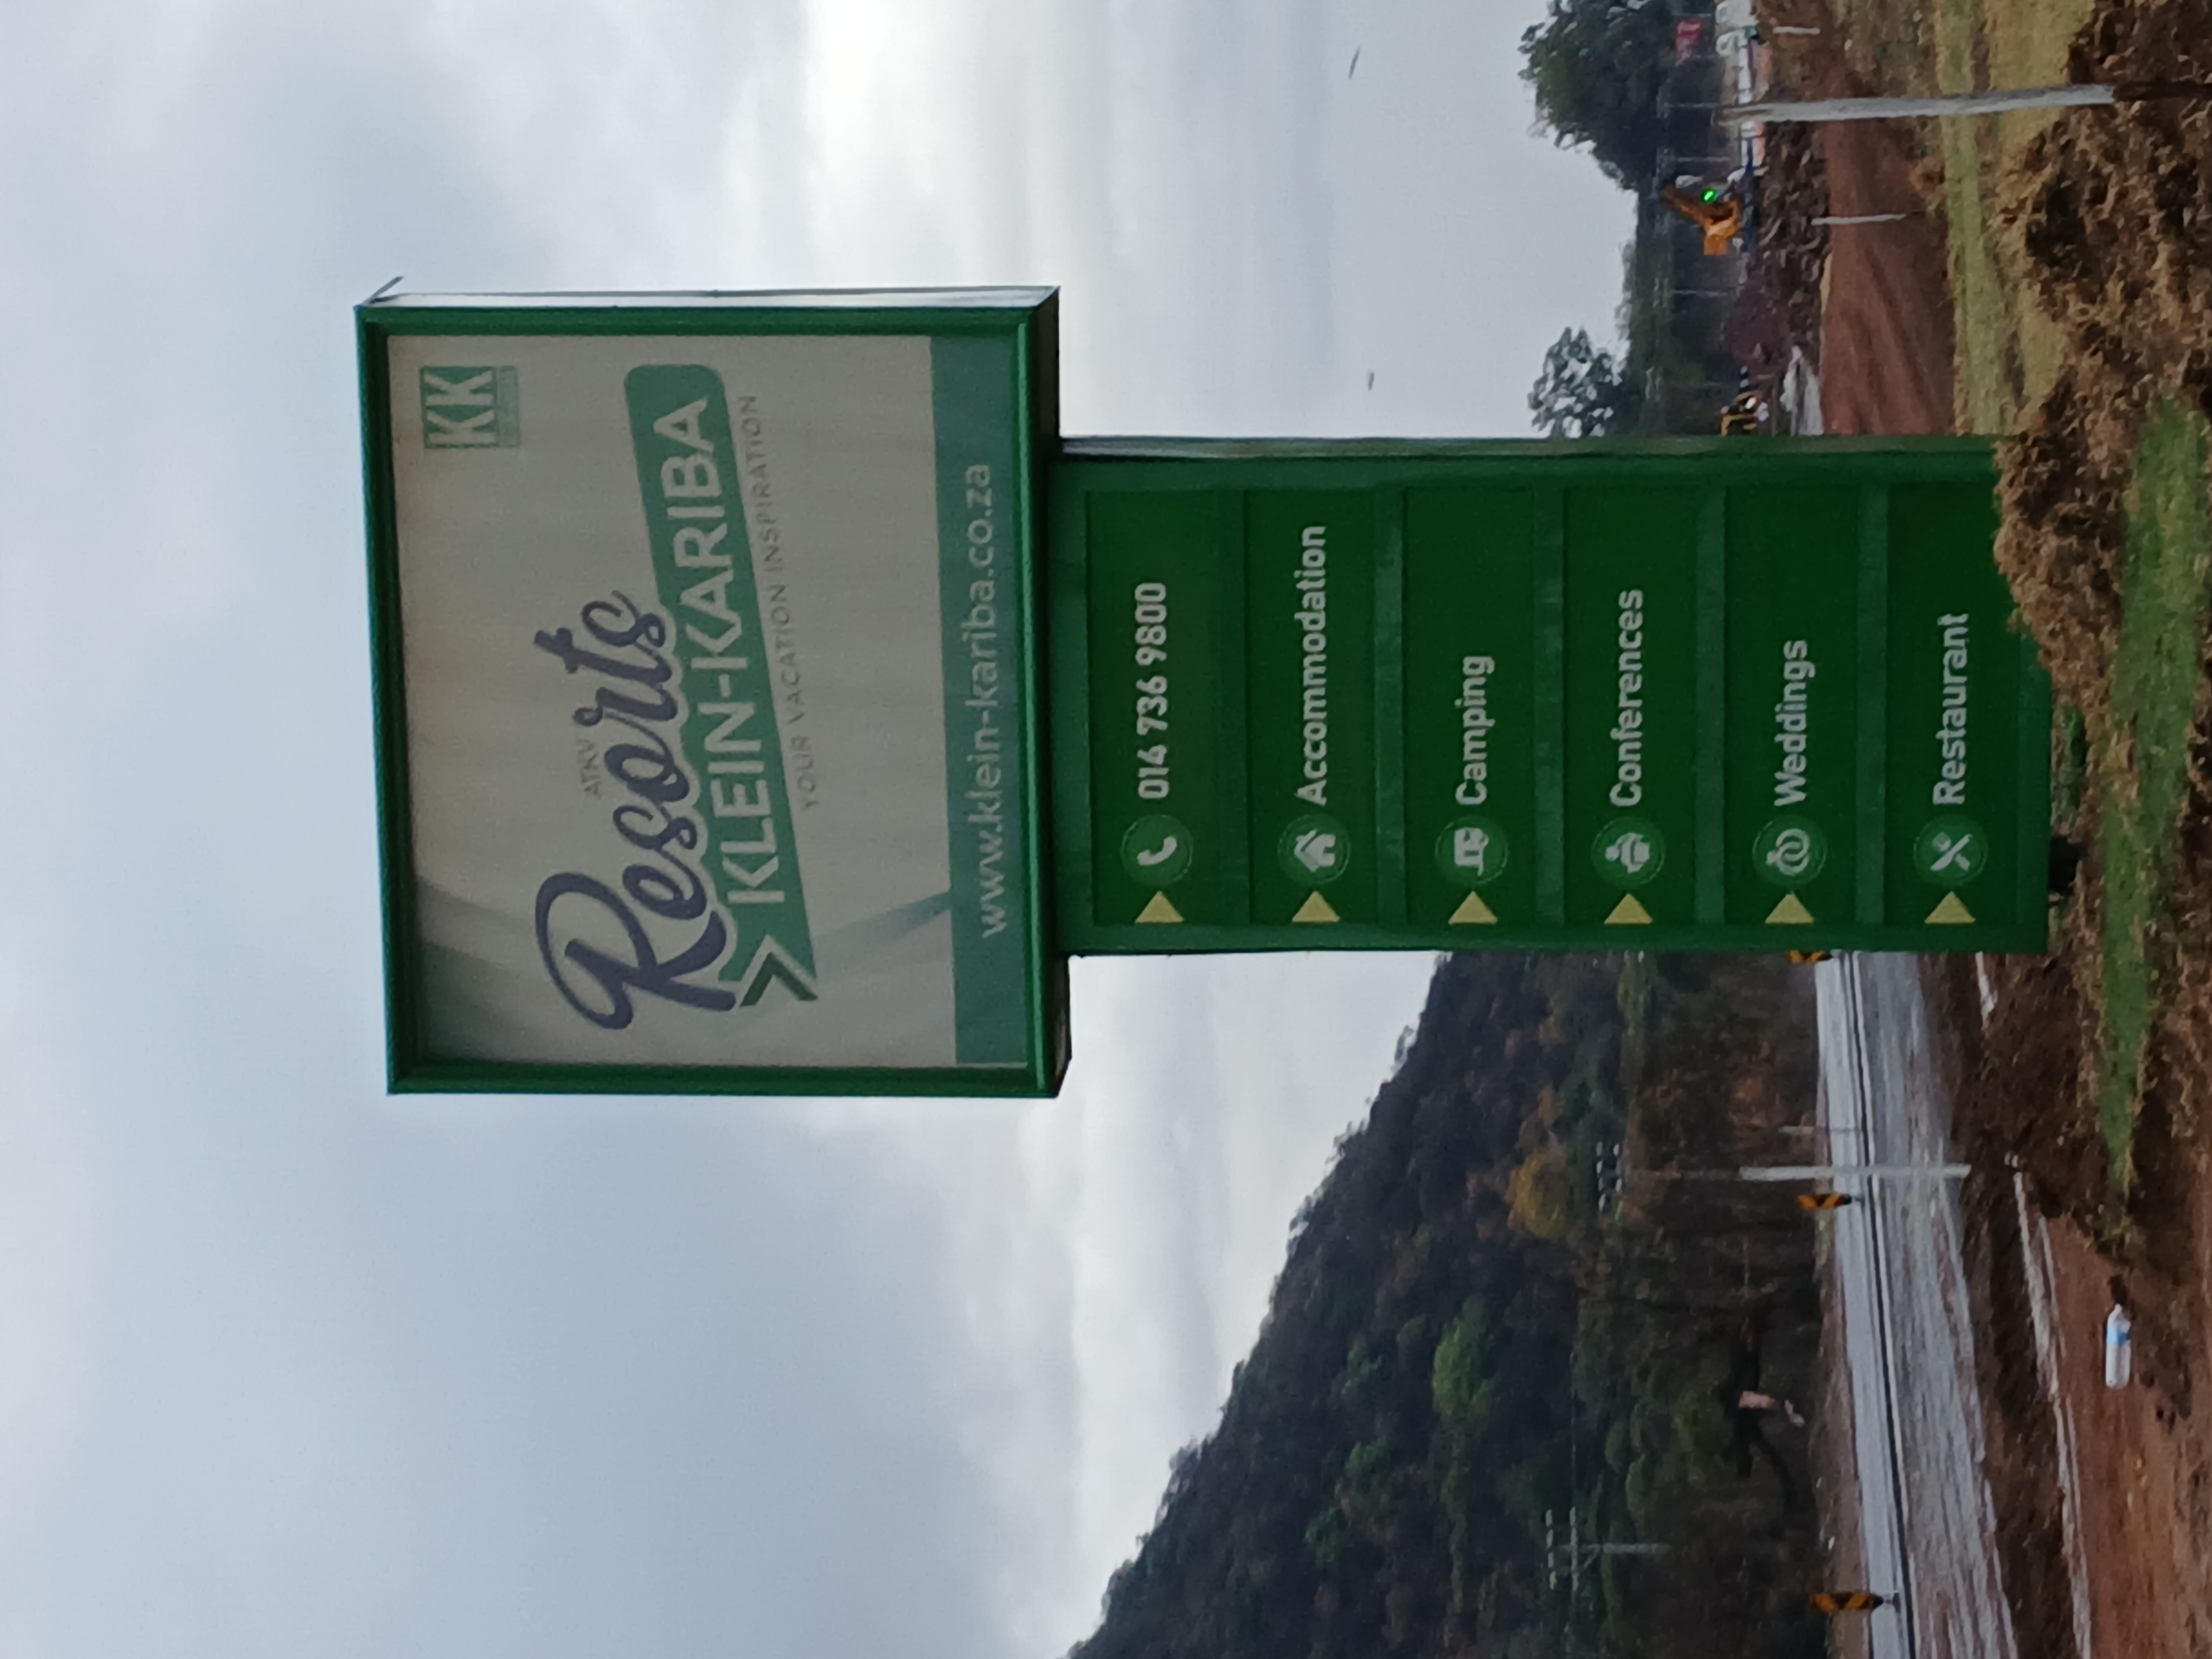 KK
ATKV
Resorts
KLEIN-KARIBA
YOUR VACATION INSPIRATION
www.klein-kariba.co.za
014 736 9800
Accommodation
Camping
Conferences
Weddings
Restaurant